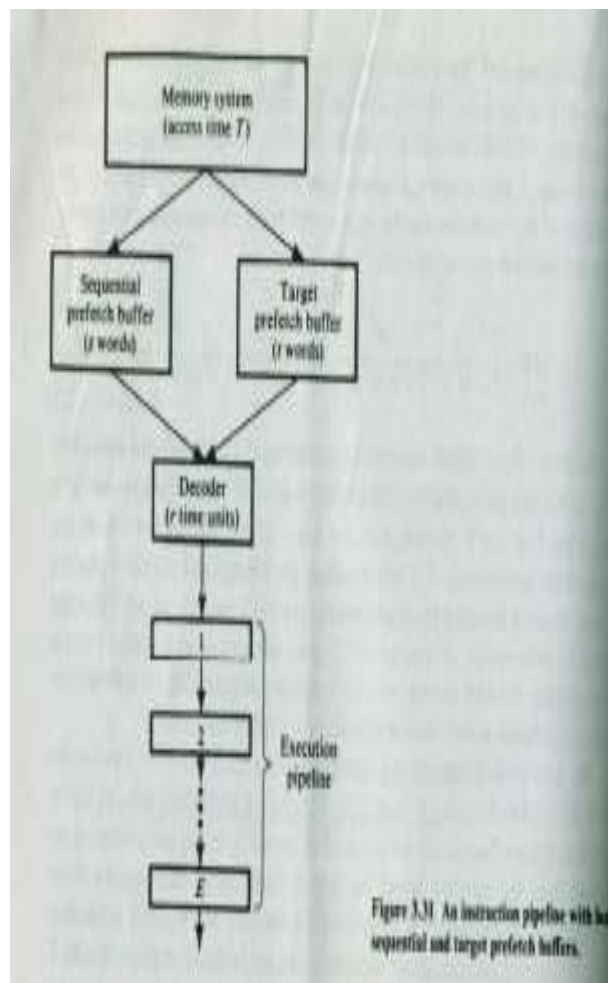 Memory system
(access time T)
Sequential
prefetch buffer
(s words)
Target
prefetch buffer
(t words)
Decoder
(r time units)
1
2
Execution
pipeline
E
Figure 3.31 An instruction pipeline with
sequential and target prefetch buffers.